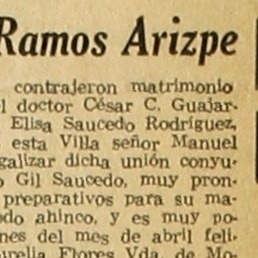 Ramos Arizpe
contrajeron matrimonio
l doctor César C. Guajar-
Elisa Saucedo Rodríguez,
esta Villa señor Manuel
galizar dicha unión conyu-
o Gil Saucedo, muy pron-
preparativos para su ma-
do ahinco, y es muy po-
nes del mes de abril feli-
urelia Flores Vda. de Mo-